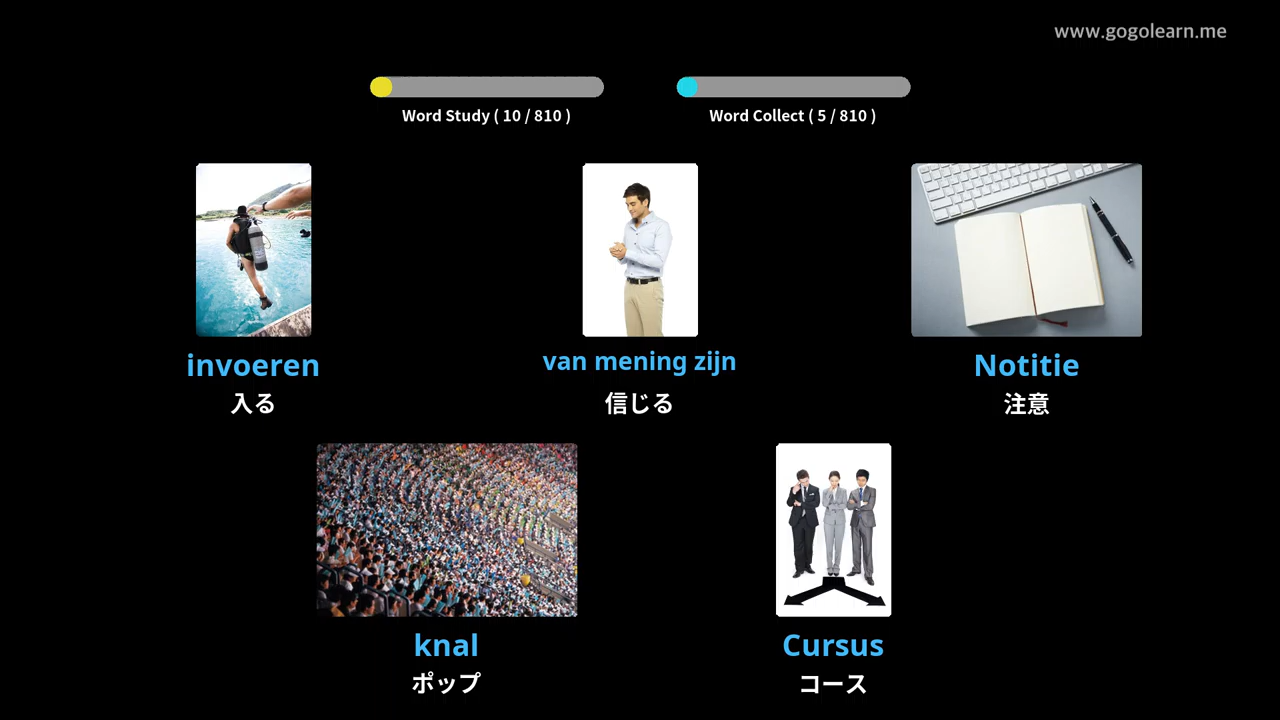 www.gogolearn.me
Word Study ( 10 / 810 )
Word Collect ( 5 / 810 )
invoeren
入る
van mening zijn
信じる
Notitie
注意
knal
ポップ
Cursus
コース